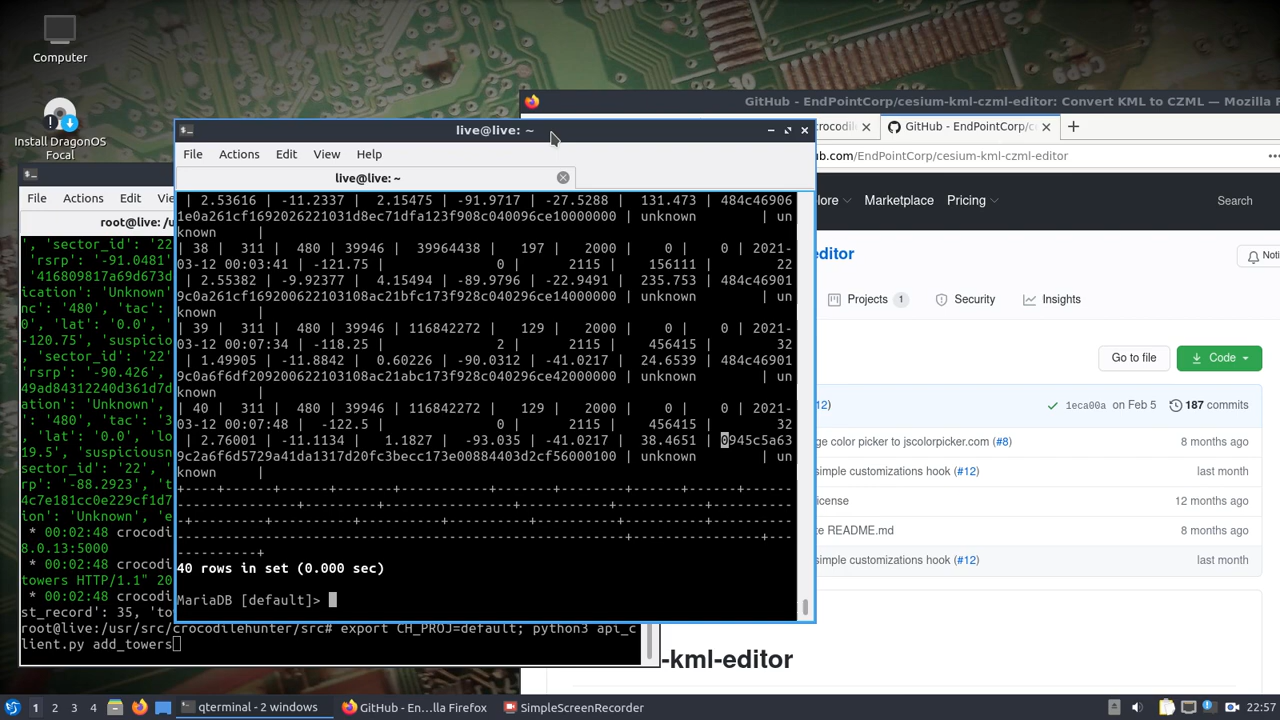 Computer
Install DragonOS
Focal
GitHub - EndPointCorp/cesium-kml-czml-editor: Convert KML to CZML — Mozilla F
crocodile
GitHub - EndPointCorp/c
b.com/EndPointCorp/cesium-kml-czml-editor
Marketplace
Pricing
Search
live@live: ~
File Actions Edit View Help
live@live: ~
| 2.53616 | -11.2337 | 2.15475 | -91.9717 | -27.5288 | 131.473 | 484c46906
1e0a261cf1692026221031d8ec71dfa123f908c040096ce10000000 | unknown | un
known |
| 38 | 311 | 480 | 39946 | 39964438 | 197 | 2000 | 0 | 0 | 2021-
03-12 00:03:41 | -121.75 | 0 | 2115 | 156111 | 22
| 2.55382 | -9.92377 | 4.15494 | -89.9796 | -22.9491 | 235.753 | 484c46901
9c0a261cf169200622103108ac21bfc173f928c040296ce14000000 | unknown | un
known |
| 39 | 311 | 480 | 39946 | 116842272 | 129 | 2000 | 0 | 0 | 2021-
03-12 00:07:34 | -118.25 | 2 | 2115 | 456415 | 32
| 1.49905 | -11.8842 | 0.60226 | -90.0312 | -41.0217 | 24.6539 | 484c46901
9c0a6f6df209200622103108ac21abc173f928c040296ce42000000 | unknown | un
known |
| 40 | 311 | 480 | 39946 | 116842272 | 129 | 2000 | 0 | 0 | 2021-
03-12 00:07:48 | -122.5 | 0 | 2115 | 456415 | 32
| 2.76001 | -11.1134 | 1.1827 | -93.035 | -41.0217 | 38.4651 | 0945c5a63
9c2a6f6d5729a41da1317d20fc3becc173e00884403d2cf56000100 | unknown | un
known |
40 rows in set (0.000 sec)
MariaDB [default]>
File Actions Edit
root@live: /u
', 'sector_id': '22
'rsrp': '-91.0481'
'416809817a69d673d
ication': 'Unknown'
nc': '480', 'tac':
0', 'lat': '0.0', '
-120.75', 'suspicio
, 'sector_id': '22'
'rsrp': '-90.426',
49ad84312240d361d7d
ation': 'Unknown',
'480', 'tac': '3
, 'lat': '0.0', 'lo
19.5', 'suspiciousn
sector_id': '22', '
rp': '-88.2923', '
4c7e181cc0e229cf1d7
ion': 'Unknown', 'e
* 00:02:48 crocodi
8.0.13:5000
* 00:02:48 crocodi
towers HTTP/1.1" 20
* 00:02:48 crocodi
st_record': 35, 'to
root@live:/usr/src/crocodilehunter/src# export CH_PROJ=default; python3 api_c
lient.py add_towers
editor
Noti
Projects 1
Security
Insights
Go to file
Code
12)
1eca00a on Feb 5
187 commits
ge color picker to jscolorpicker.com (#8)
8 months ago
simple customizations hook (#12)
last month
icense
12 months ago
te README.md
8 months ago
simple customizations hook (#12)
last month
-kml-editor
1 2 3 4
qterminal - 2 windows
GitHub - En…lla Firefox
SimpleScreenRecorder
22:57